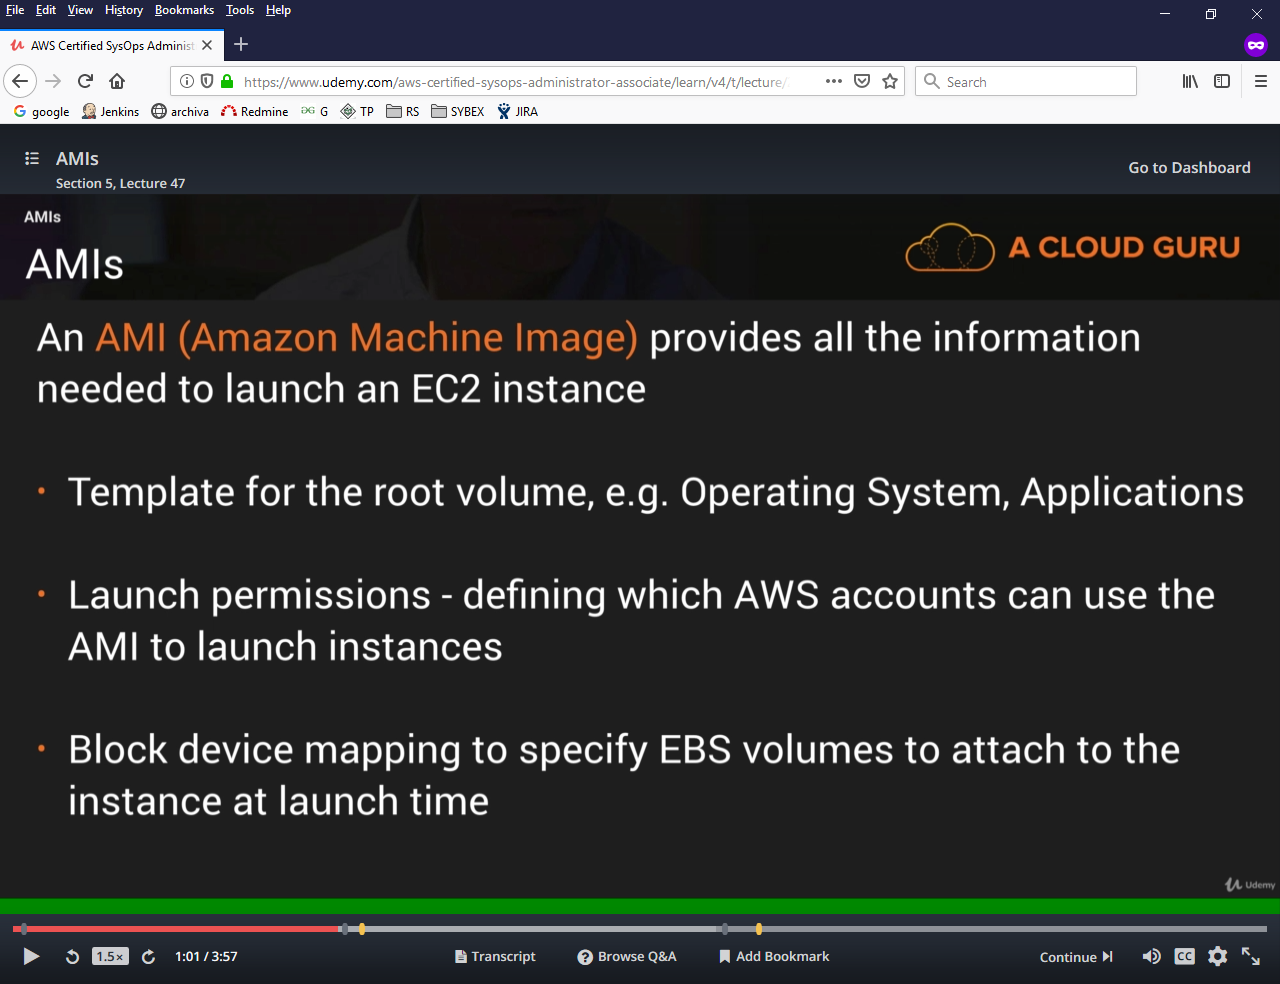 File Edit View History Bookmarks Tools Help
AWS Certified SysOps Administ
https://www.udemy.com/aws-certified-sysops-administrator-associate/learn/v4/t/lecture/
Search
google Jenkins archiva Redmine G TP RS SYBEX JIRA
AMIs
Section 5, Lecture 47
Go to Dashboard
AMIs
AMIs
A CLOUD GURU
An AMI (Amazon Machine Image) provides all the information
needed to launch an EC2 instance
• Template for the root volume, e.g. Operating System, Applications
• Launch permissions - defining which AWS accounts can use the
AMI to launch instances
• Block device mapping to specify EBS volumes to attach to the
instance at launch time
Udemy
1.5× 1:01 / 3:57 Transcript Browse Q&A Add Bookmark Continue CC